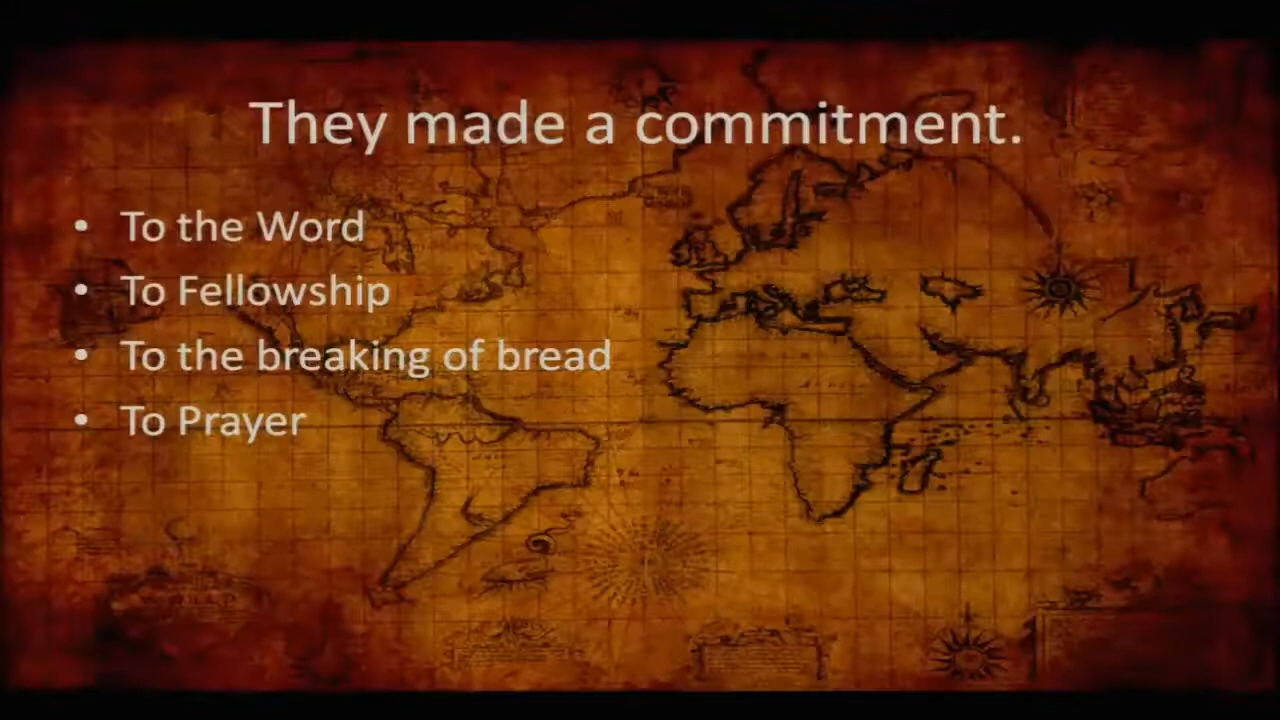 They made a commitment.
• To the Word
• To Fellowship
• To the breaking of bread
• To Prayer